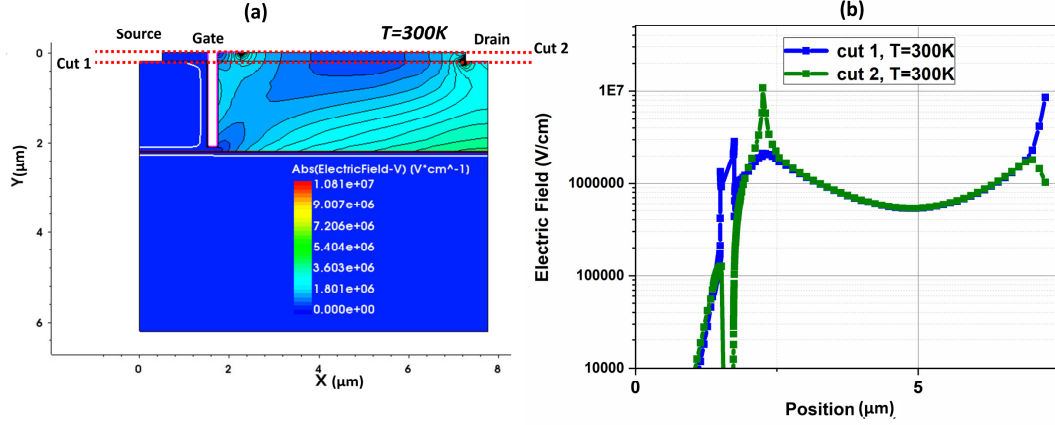 (a)
Source
Gate
T=300K
Drain
Cut 1
Cut 2
0
2
4
6
Y(μm)
Abs(ElectricField-V) (V*cm^-1)
1.081e+07
9.007e+06
7.206e+06
5.404e+06
3.603e+06
1.801e+06
0.000e+00
0
2
4
6
X (μm)
(b)
cut 1, T=300K
cut 2, T=300K
1E7
1000000
100000
10000
Electric Field (V/cm)
0
5
Position (μm)